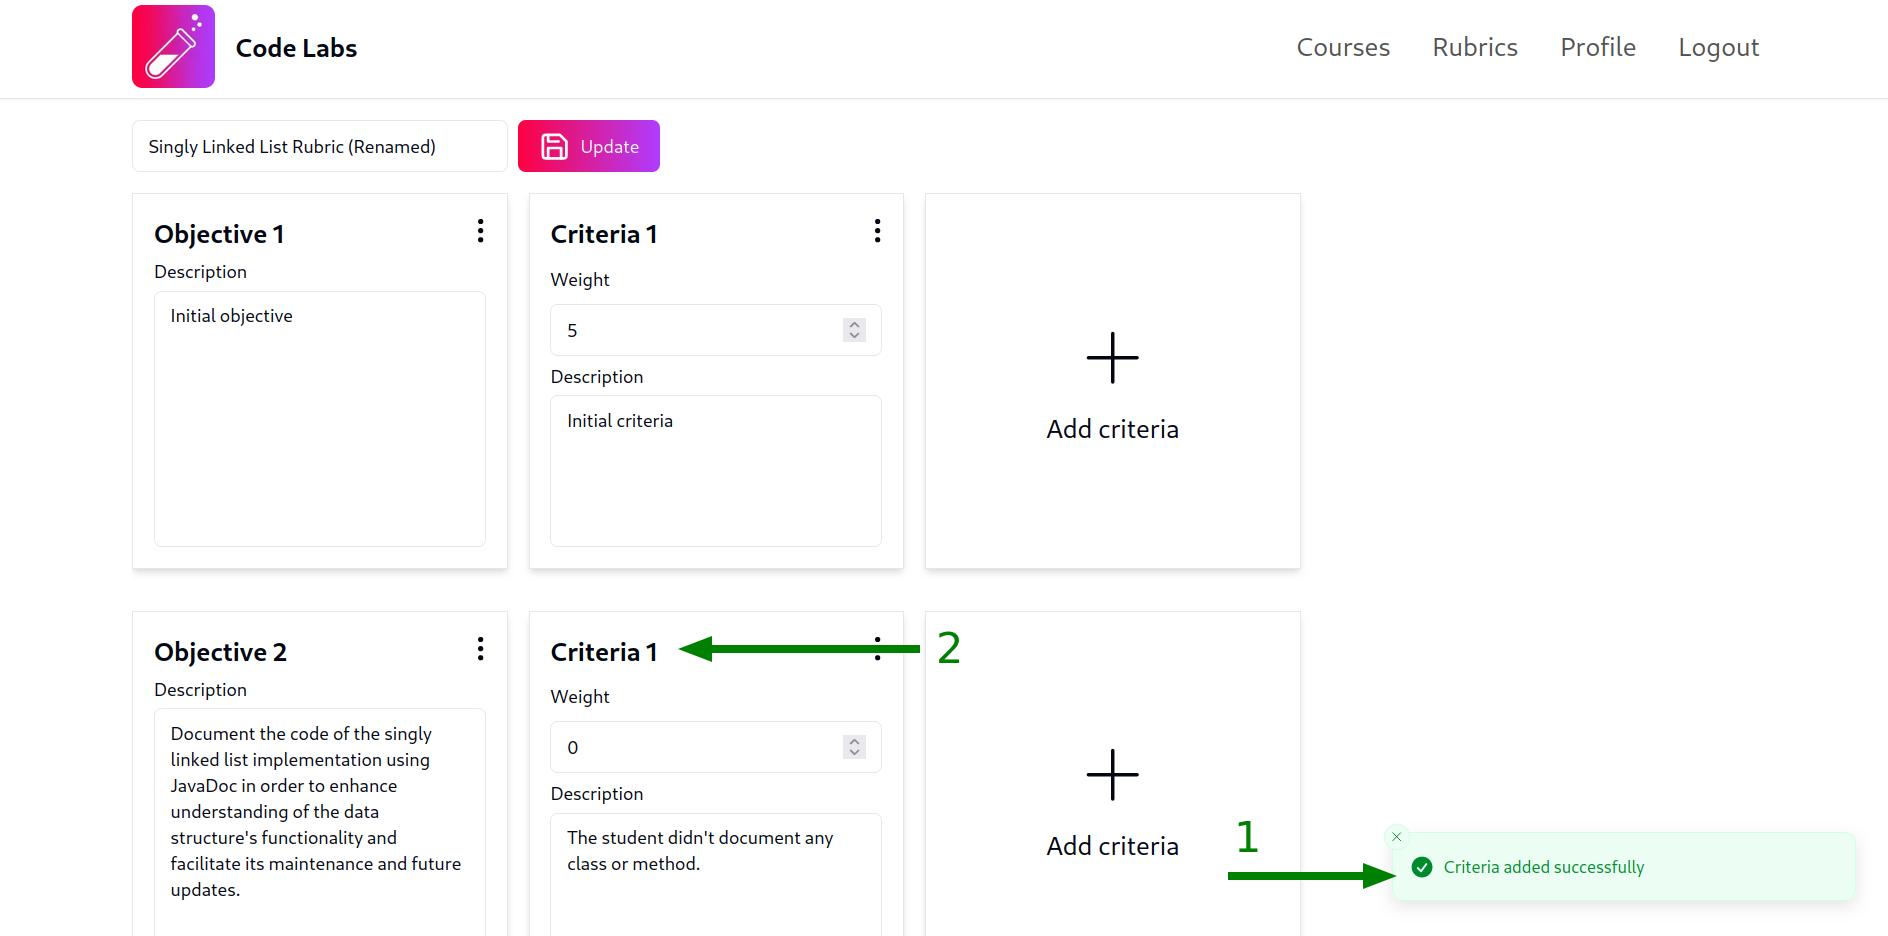 Code Labs
Courses
Rubrics
Profile
Logout
Singly Linked List Rubric (Renamed)
Update
Objective 1
Description
Initial objective
Criteria 1
Weight
5
Description
Initial criteria
Add criteria
Objective 2
Description
Document the code of the singly
linked list implementation using
JavaDoc in order to enhance
understanding of the data
structure's functionality and
facilitate its maintenance and future
updates.
Criteria 1
2
Weight
0
Description
The student didn't document any
class or method.
Add criteria
1
Criteria added successfully